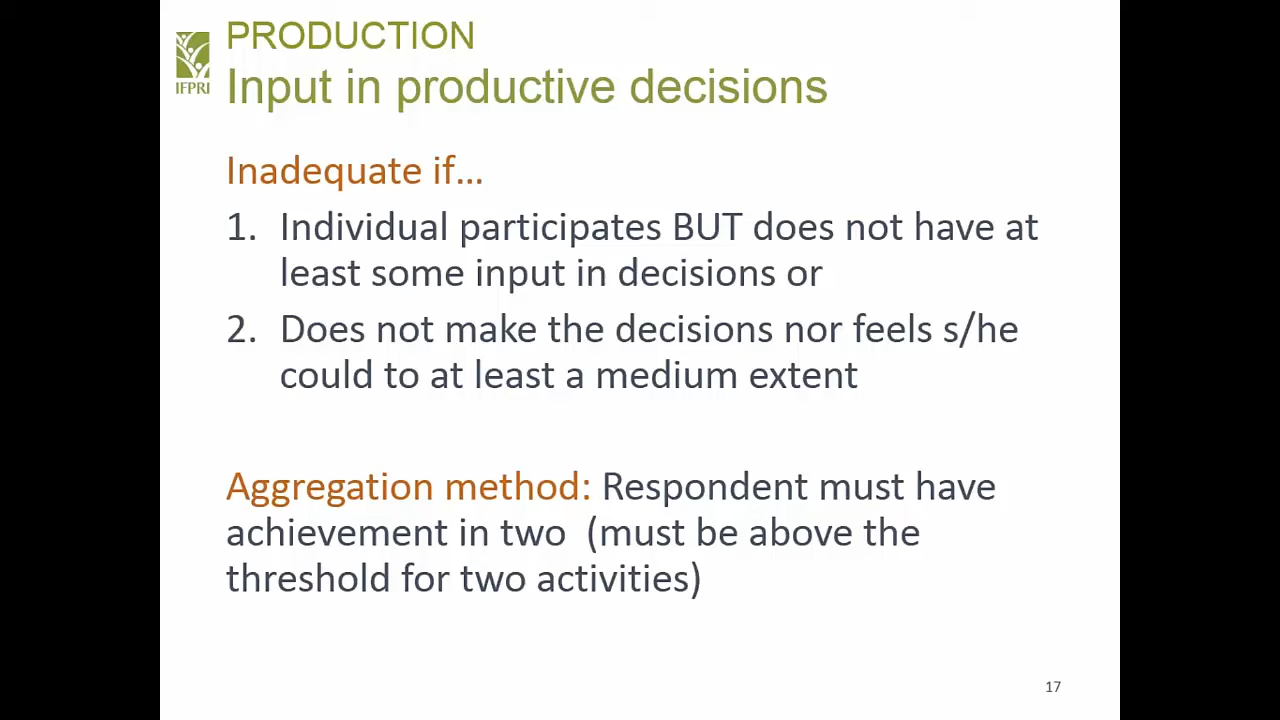 PRODUCTION
IFPRI
Input in productive decisions
Inadequate if...
1. Individual participates BUT does not have at
least some input in decisions or
2. Does not make the decisions nor feels s/he
could to at least a medium extent
Aggregation method: Respondent must have
achievement in two (must be above the
threshold for two activities)
17